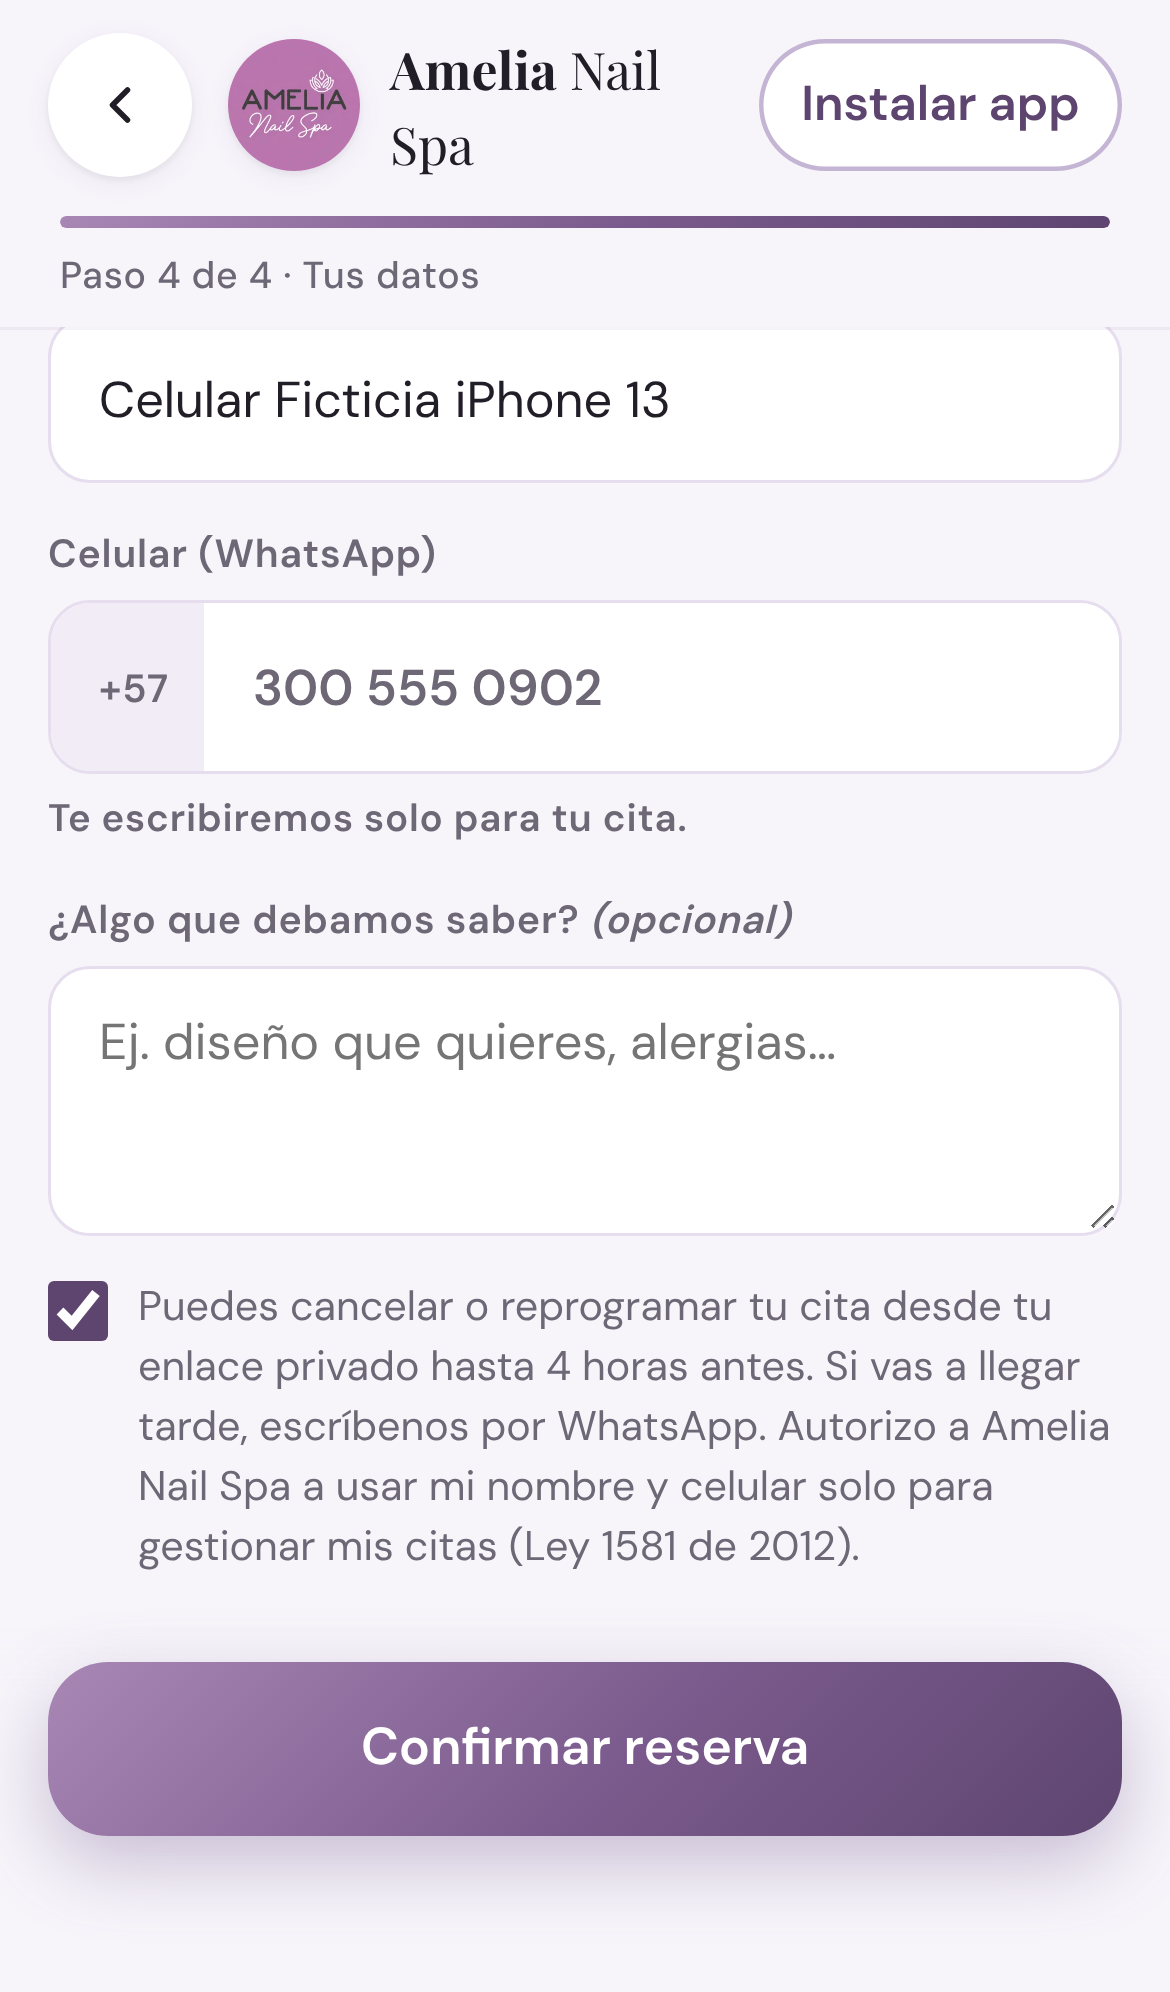 AMELIA
Nail Spa
Amelia Nail
Spa
Instalar app
Paso 4 de 4 · Tus datos
Celular Ficticia iPhone 13
Celular (WhatsApp)
+57
300 555 0902
Te escribiremos solo para tu cita.
¿Algo que debamos saber? (opcional)
Ej. diseño que quieres, alergias...
Puedes cancelar o reprogramar tu cita desde tu
enlace privado hasta 4 horas antes. Si vas a llegar
tarde, escríbenos por WhatsApp. Autorizo a Amelia
Nail Spa a usar mi nombre y celular solo para
gestionar mis citas (Ley 1581 de 2012).
Confirmar reserva